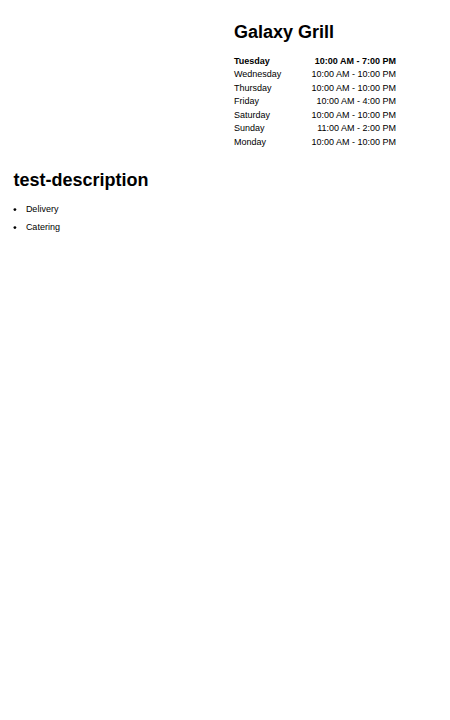 Galaxy Grill
Tuesday 10:00 AM - 7:00 PM
Wednesday 10:00 AM - 10:00 PM
Thursday 10:00 AM - 10:00 PM
Friday 10:00 AM - 4:00 PM
Saturday 10:00 AM - 10:00 PM
Sunday 11:00 AM - 2:00 PM
Monday 10:00 AM - 10:00 PM
test-description
• Delivery
• Catering